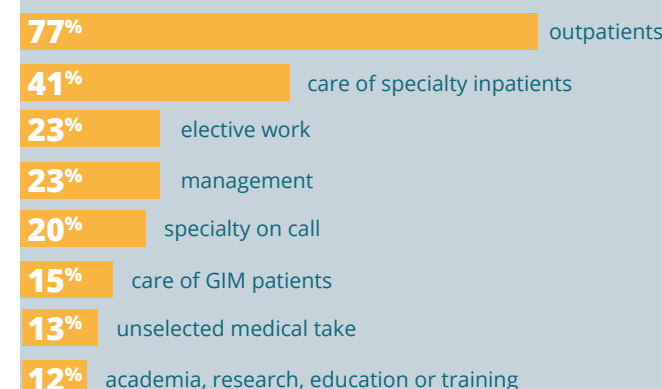 77% outpatients
41% care of specialty inpatients
23% elective work
23% management
20% specialty on call
15% care of GIM patients
13% unselected medical take
12% academia, research, education or training